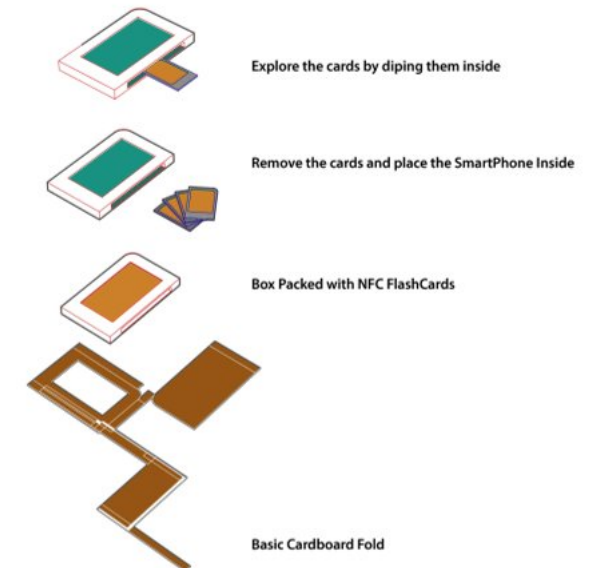 Explore the cards by diping them inside
Remove the cards and place the SmartPhone Inside
Box Packed with NFC FlashCards
Basic Cardboard Fold